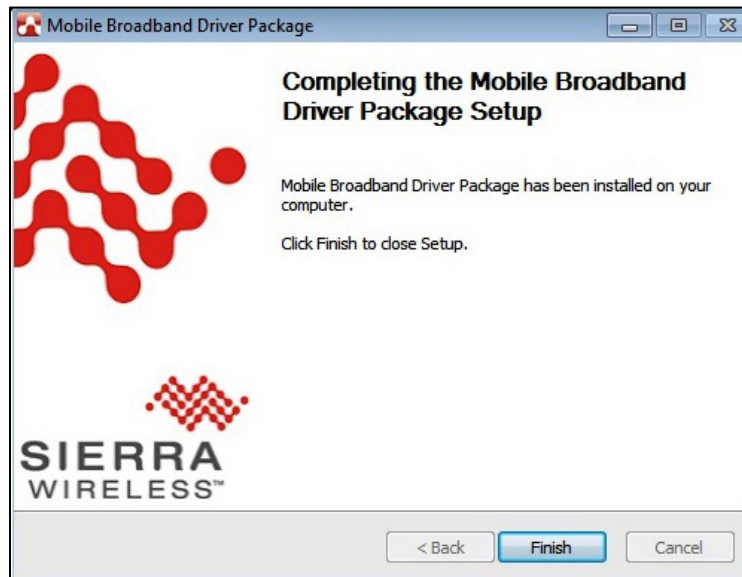 Mobile Broadband Driver Package
Completing the Mobile Broadband
Driver Package Setup
Mobile Broadband Driver Package has been installed on your
computer.
Click Finish to close Setup.
SIERRA
WIRELESS™
< Back Finish Cancel